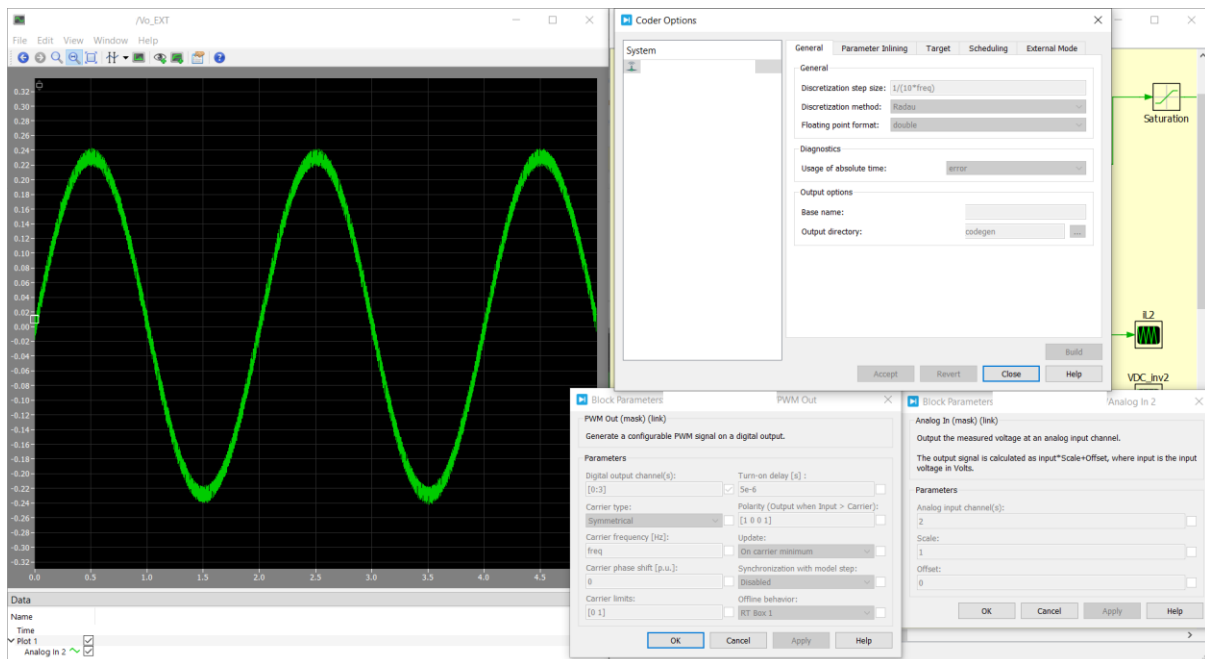 /Vo_EXT
File Edit View Window Help
0.32
0.30
0.28
0.26
0.24
0.22
0.20
0.18
0.16
0.14
0.12
0.10
0.08
0.06
0.04
0.02
0.00
-0.02
-0.04
-0.06
-0.08
-0.10
-0.12
-0.14
-0.16
-0.18
-0.20
-0.22
-0.24
-0.26
-0.28
-0.30
-0.32
0.0 0.5 1.0 1.5 2.0 2.5 3.0 3.5 4.0 4.5
Data
Name
Time
Plot 1
Analog In 2
Coder Options
System
General Parameter Inlining Target Scheduling External Mode
General
Discretization step size: 1/(10*freq)
Discretization method: Radau
Floating point format: double
Diagnostics
Usage of absolute time: error
Output options
Base name:
Output directory: codegen ...
Build
Accept Revert Close Help
Saturation
iL2
VDC_inv2
Block Parameters PWM Out
PWM Out (mask) (link)
Generate a configurable PWM signal on a digital output.
Parameters
Digital output channel(s): Turn-on delay [s] :
[0:3] 5e-6
Carrier type: Polarity (Output when Input > Carrier):
Symmetrical [1 0 0 1]
Carrier frequency [Hz]: Update:
freq On carrier minimum
Carrier phase shift [p.u.]: Synchronization with model step:
0 Disabled
Carrier limits: Offline behavior:
[0 1] RT Box 1
OK Cancel Apply Help
Block Parameters /Analog In 2
Analog In (mask) (link)
Output the measured voltage at an analog input channel.
The output signal is calculated as input*Scale+Offset, where input is the input
voltage in Volts.
Parameters
Analog input channel(s):
2
Scale:
1
Offset:
0
OK Cancel Apply Help